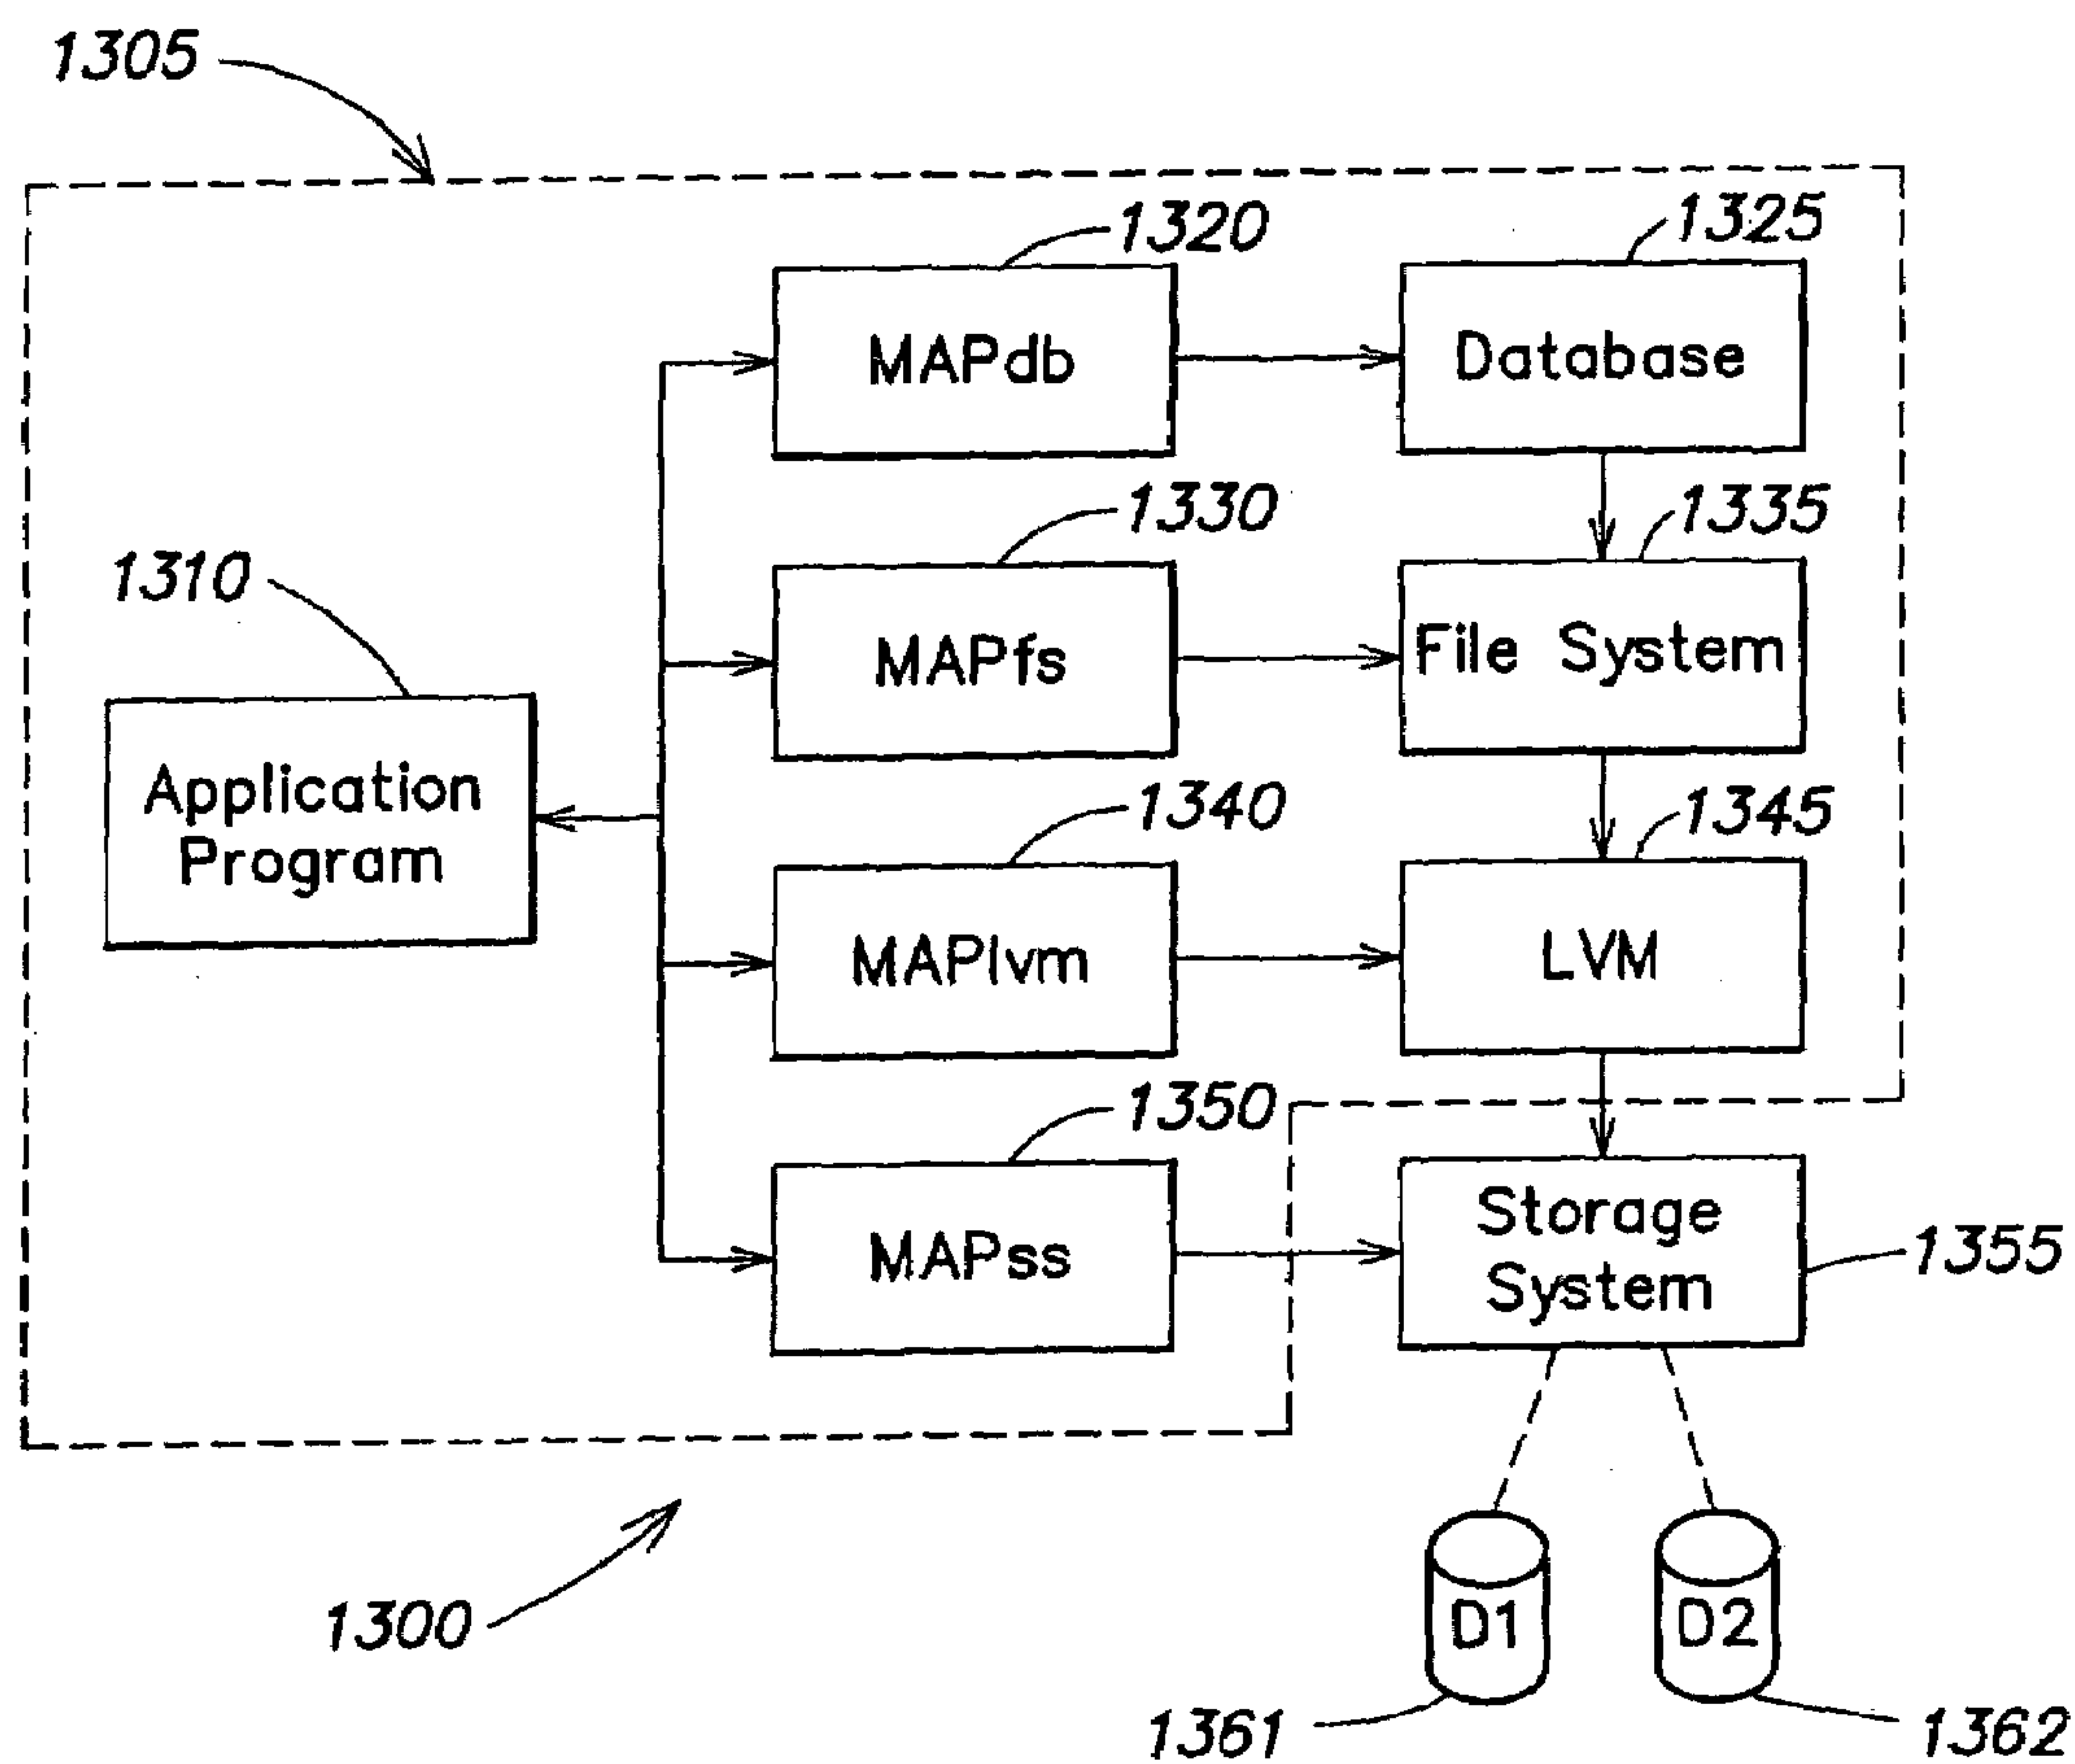 1305
1320
1325
MAPdb
Database
1330
1335
1310
MAPfs
File System
Application
Program
1340
1345
MAPlvm
LVM
1350
MAPss
Storage
System
1355
1300
D1
D2
1361
1362